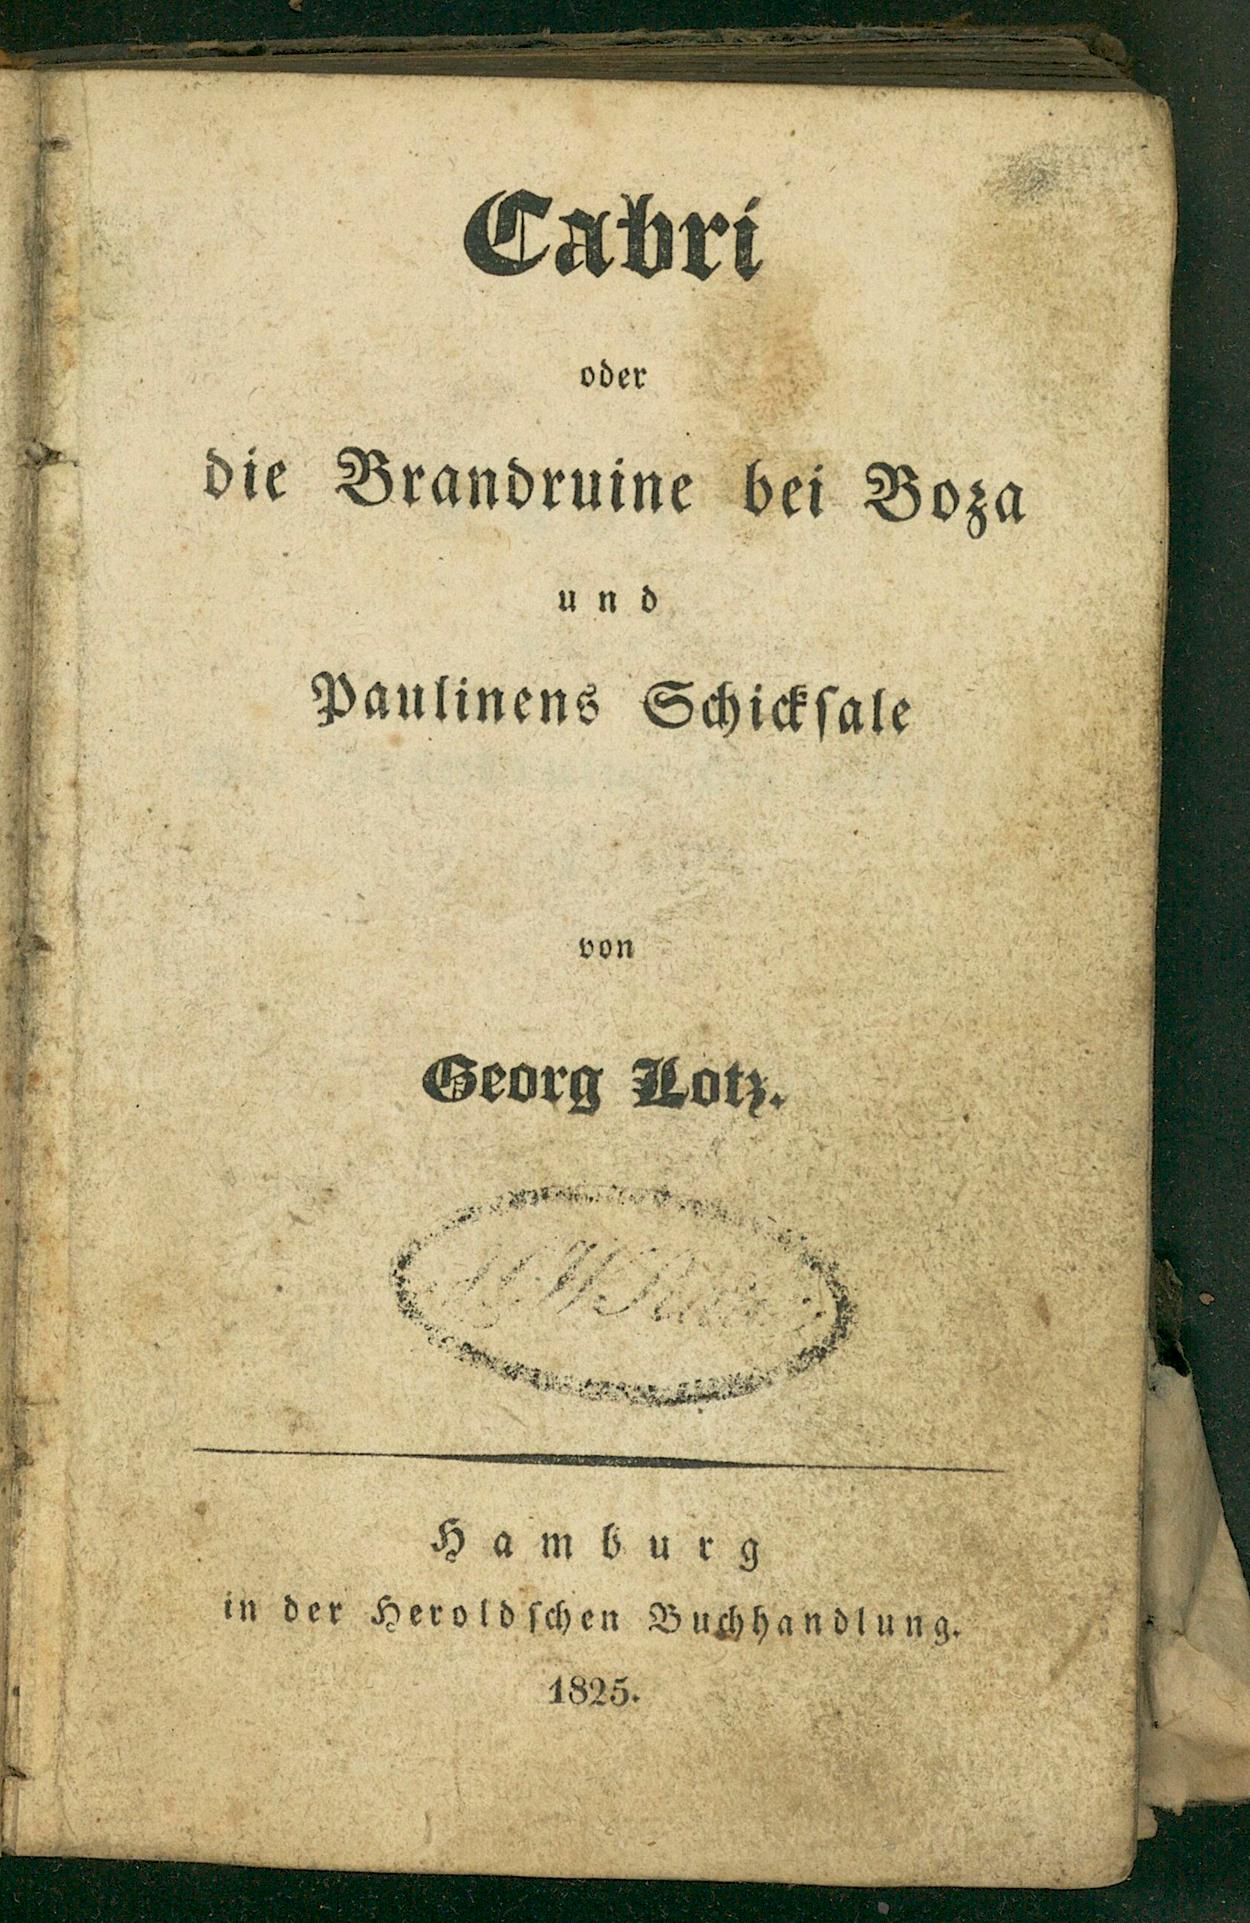 Cabri
oder
die Brandruine bei Boza
und
Paulinens Schickſale
von
Georg Lotz.
Hamburg
in der Heroldſchen Buchhandlung.
1825.